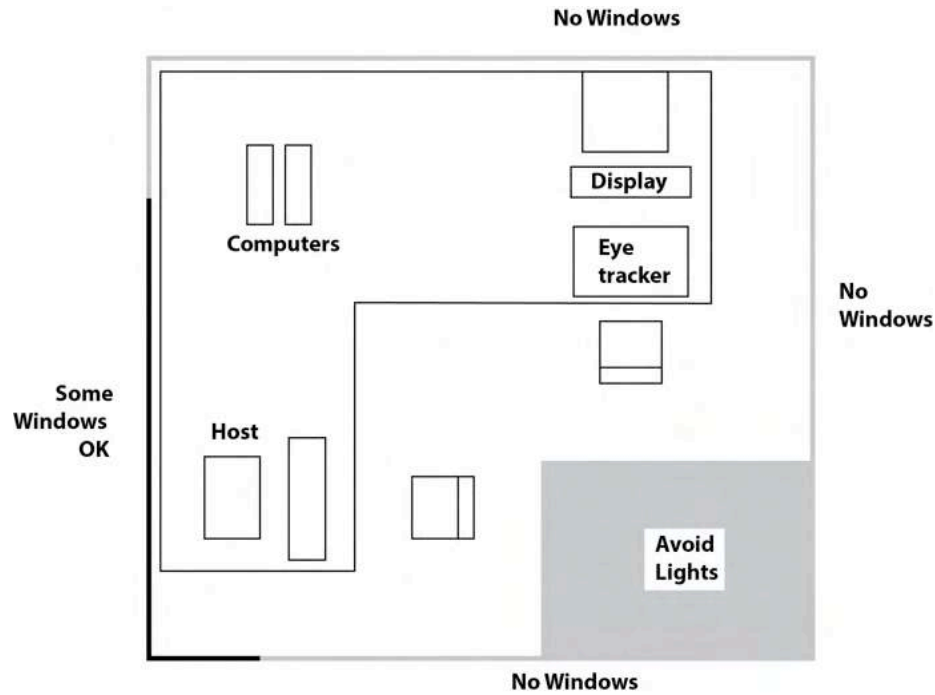 No Windows
Display
Computers
Eye
tracker
No
Windows
Some
Windows
OK
Host
Avoid
Lights
No Windows